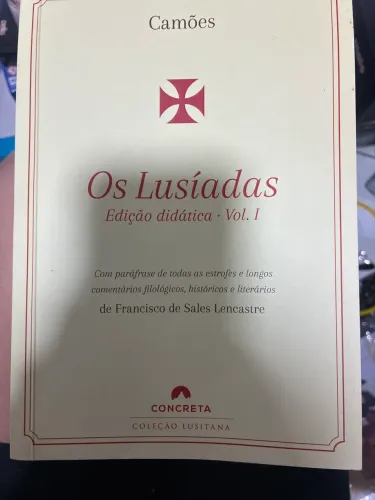 Camões
Os Lusíadas
Edição didática · Vol. I
Com paráfrase de todas as estrofes e longos
comentários filológicos, históricos e literários
de Francisco de Sales Lencastre
CONCRETA
COLEÇÃO LUSITANA